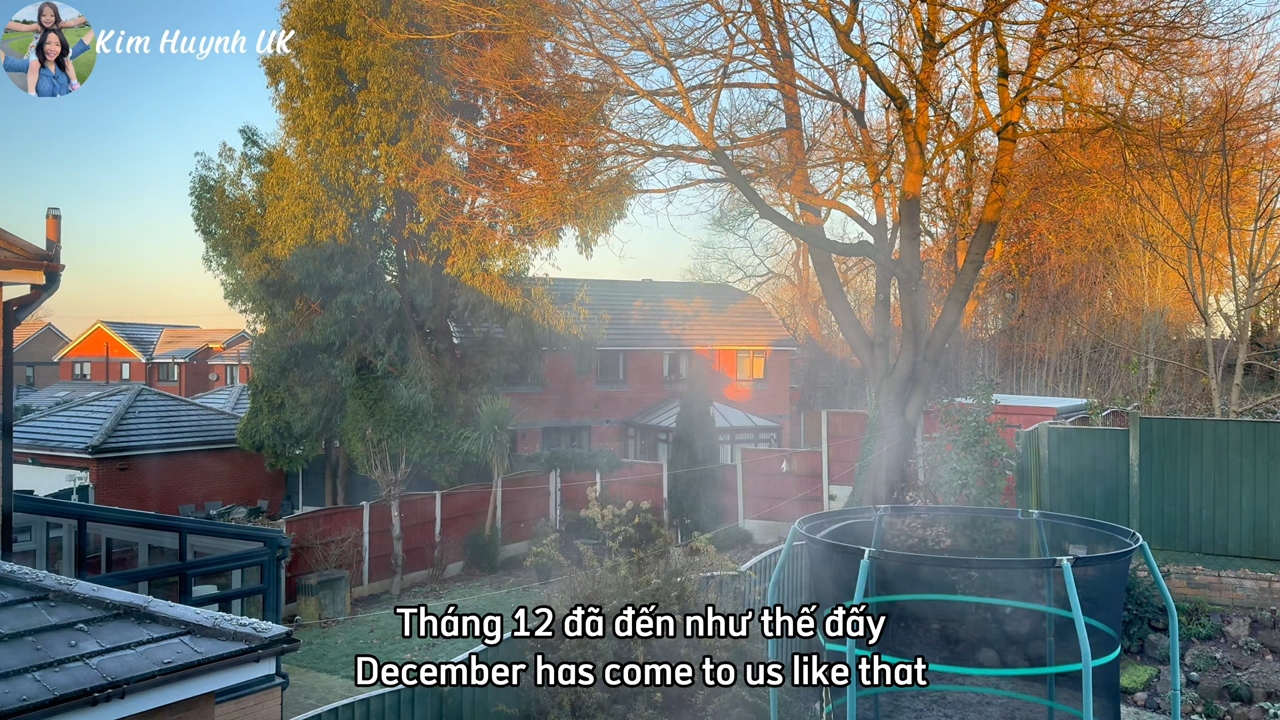 Kim Huynh UK
Tháng 12 đã đến như thế đấy
December has come to us like that